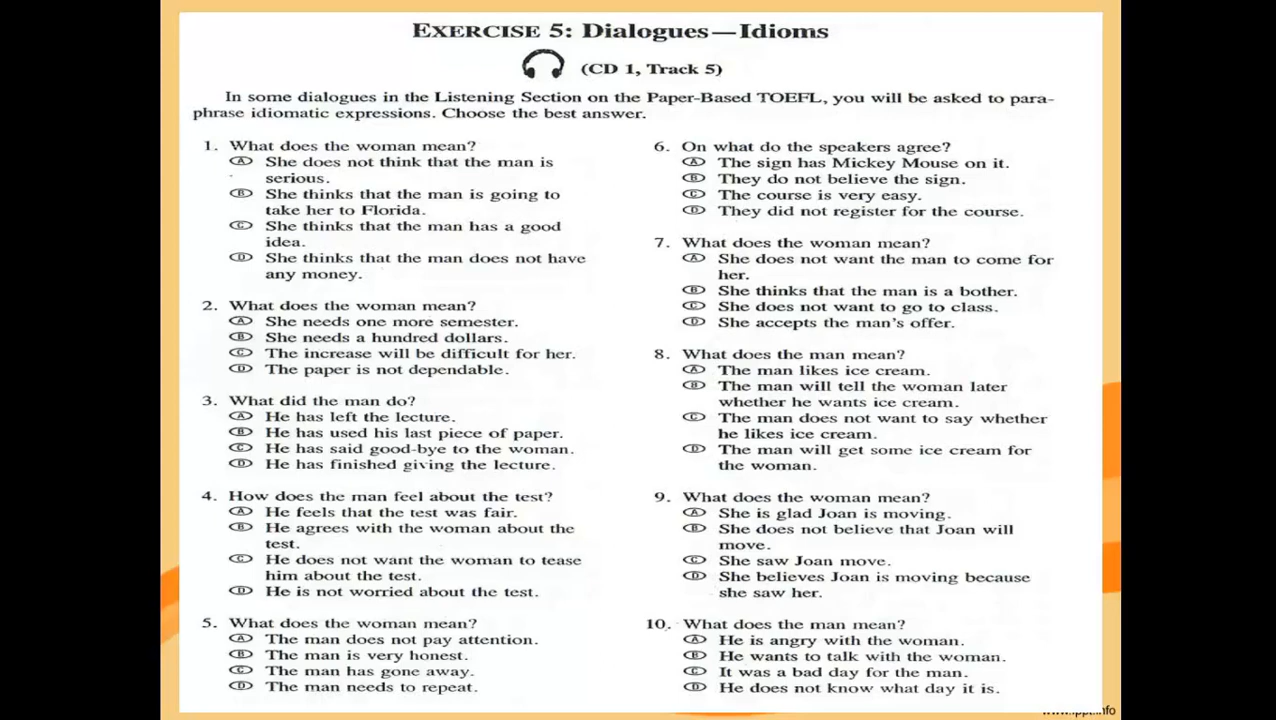 EXERCISE 5: Dialogues—Idioms
(CD 1, Track 5)
In some dialogues in the Listening Section on the Paper-Based TOEFL, you will be asked to para-
phrase idiomatic expressions. Choose the best answer.
1. What does the woman mean?
A She does not think that the man is
serious.
B She thinks that the man is going to
take her to Florida.
C She thinks that the man has a good
idea.
D She thinks that the man does not have
any money.
2. What does the woman mean?
A She needs one more semester.
B She needs a hundred dollars.
C The increase will be difficult for her.
D The paper is not dependable.
3. What did the man do?
A He has left the lecture.
B He has used his last piece of paper.
C He has said good-bye to the woman.
D He has finished giving the lecture.
4. How does the man feel about the test?
A He feels that the test was fair.
B He agrees with the woman about the
test.
C He does not want the woman to tease
him about the test.
D He is not worried about the test.
5. What does the woman mean?
A The man does not pay attention.
B The man is very honest.
C The man has gone away.
D The man needs to repeat.
6. On what do the speakers agree?
A The sign has Mickey Mouse on it.
B They do not believe the sign.
C The course is very easy.
D They did not register for the course.
7. What does the woman mean?
A She does not want the man to come for
her.
B She thinks that the man is a bother.
C She does not want to go to class.
D She accepts the man's offer.
8. What does the man mean?
A The man likes ice cream.
B The man will tell the woman later
whether he wants ice cream.
C The man does not want to say whether
he likes ice cream.
D The man will get some ice cream for
the woman.
9. What does the woman mean?
A She is glad Joan is moving.
B She does not believe that Joan will
move.
C She saw Joan move.
D She believes Joan is moving because
she saw her.
10. What does the man mean?
A He is angry with the woman.
B He wants to talk with the woman.
C It was a bad day for the man.
D He does not know what day it is.